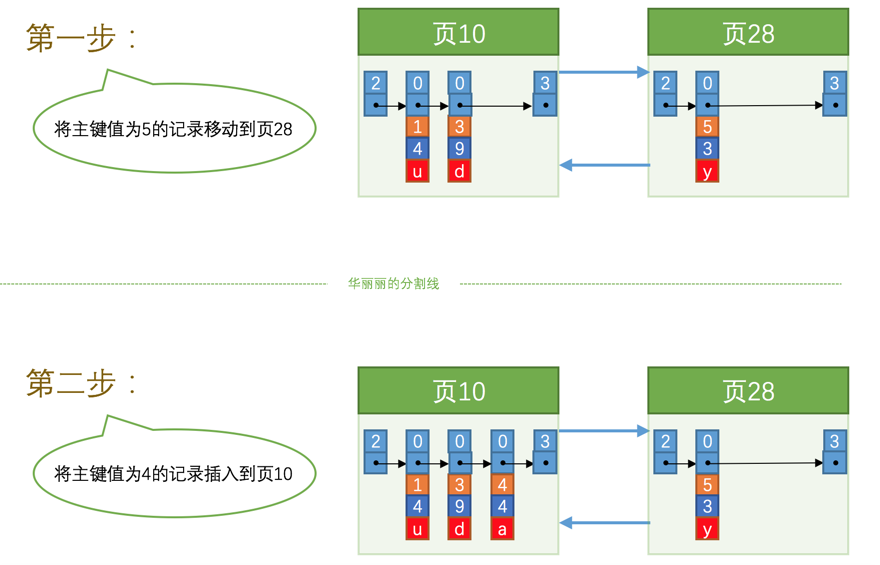 第一步：
将主键值为5的记录移动到页28
页10
2 0 0 3
1 3
4 9
u d
页28
2 0 3
5
3
y
华丽丽的分割线
第二步：
将主键值为4的记录插入到页10
页10
2 0 0 0 3
1 3 4
4 9 4
u d a
页28
2 0 3
5
3
y